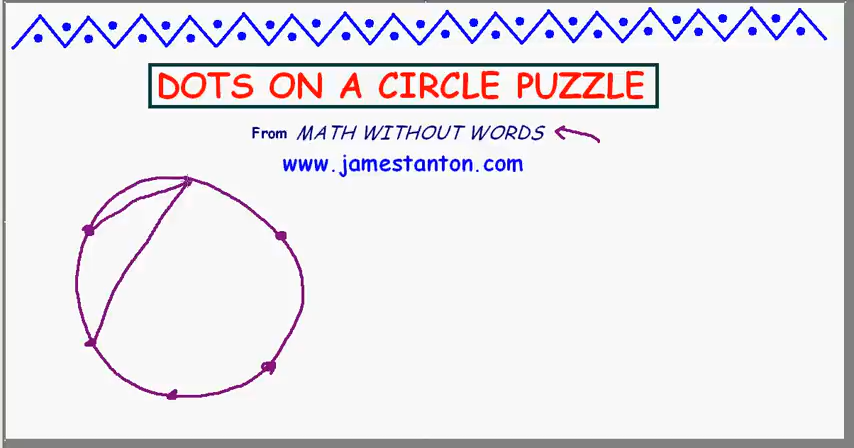 DOTS ON A CIRCLE PUZZLE
From MATH WITHOUT WORDS
www.jamestanton.com